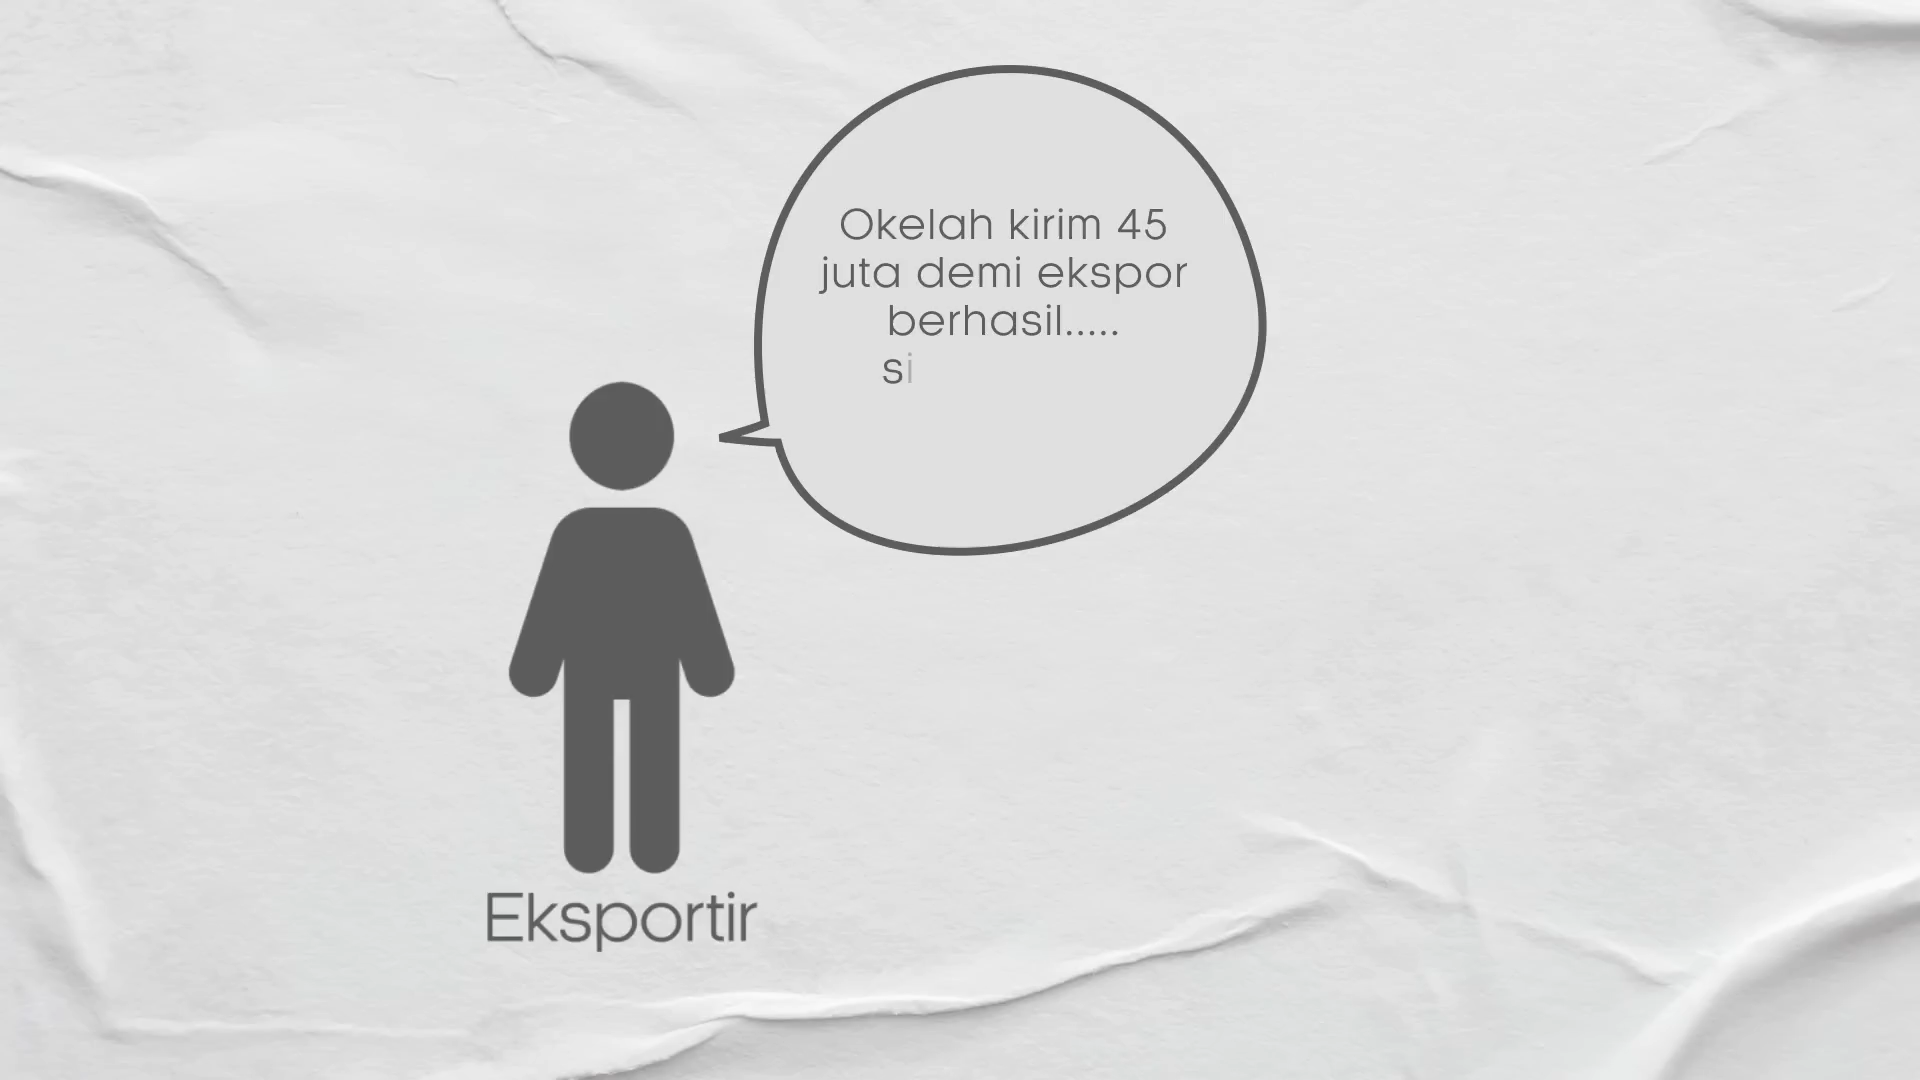 Okelah kirim 45
juta demi ekspor
berhasil.....
si
Eksportir